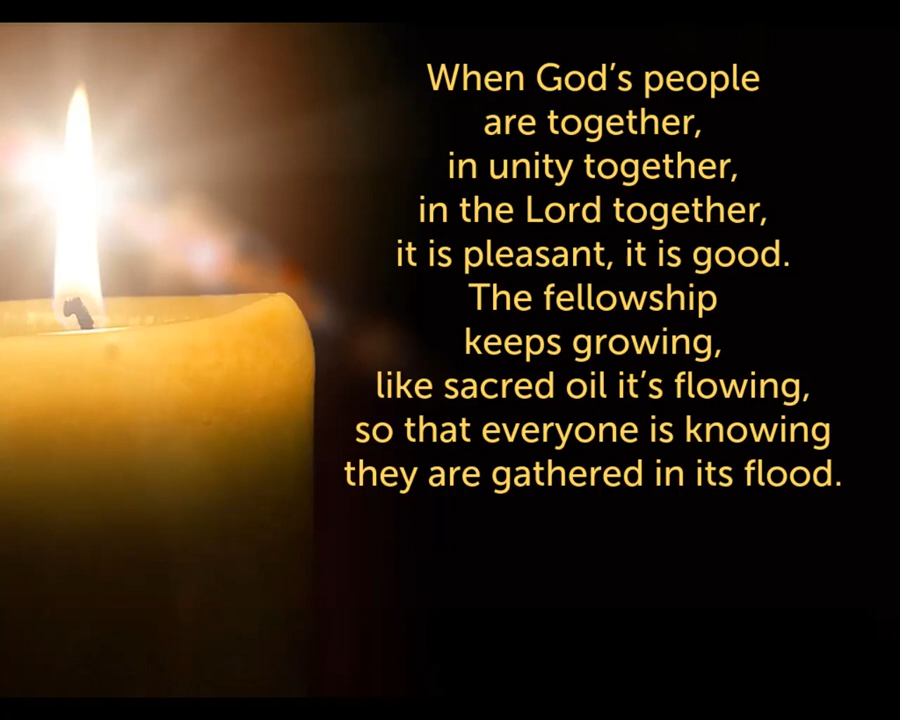 When God’s people
are together,
in unity together,
in the Lord together,
it is pleasant, it is good.
The fellowship
keeps growing,
like sacred oil it’s flowing,
so that everyone is knowing
they are gathered in its flood.